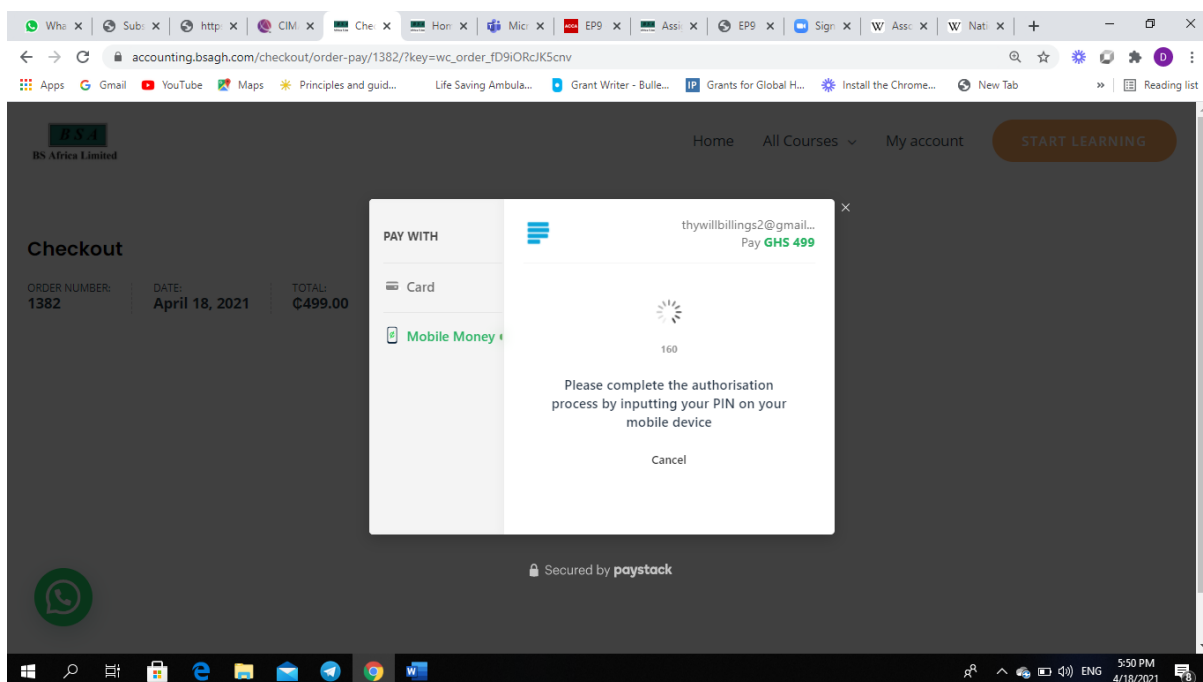 Wha
Subs
http
CIM
Che
Hon
Micr
EP9
Assi
EP9
Sign
W Assc
W Nati
accounting.bsagh.com/checkout/order-pay/1382/?key=wc_order_fD9iORcJK5cnv
D
Apps
Gmail
YouTube
Maps
Principles and guid...
Life Saving Ambula...
Grant Writer - Bulle...
IP Grants for Global H...
Install the Chrome...
New Tab
»
Reading list
BSA
BS Africa Limited
Home
All Courses
My account
START LEARNING
Checkout
ORDER NUMBER:
1382
DATE:
April 18, 2021
TOTAL:
₵499.00
PAY WITH
Card
Mobile Money
thywillbillings2@gmail...
Pay GHS 499
160
Please complete the authorisation
process by inputting your PIN on your
mobile device
Cancel
Secured by paystack
ENG
5:50 PM
4/18/2021
8